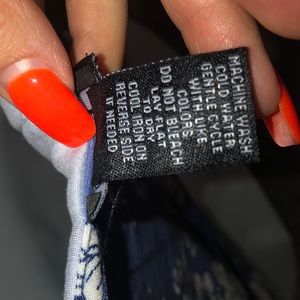 MACHINE WASH
COLD WATER
GENTLE CYCLE
WITH LIKE
COLORS
DO NOT BLEACH
LAY FLAT
TO DRY
COOL IRON ON
REVERSE SIDE
IF NEEDED